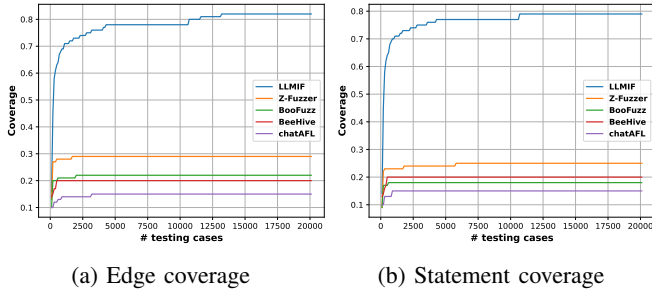 Coverage
0.8
0.7
0.6
0.5
0.4
0.3
0.2
0.1
0 2500 5000 7500 10000 12500 15000 17500 20000
# testing cases
LLMIF
Z-Fuzzer
BooFuzz
BeeHive
chatAFL
(a) Edge coverage
Coverage
0.8
0.7
0.6
0.5
0.4
0.3
0.2
0.1
0 2500 5000 7500 10000 12500 15000 17500 20000
# testing cases
LLMIF
Z-Fuzzer
BooFuzz
BeeHive
chatAFL
(b) Statement coverage